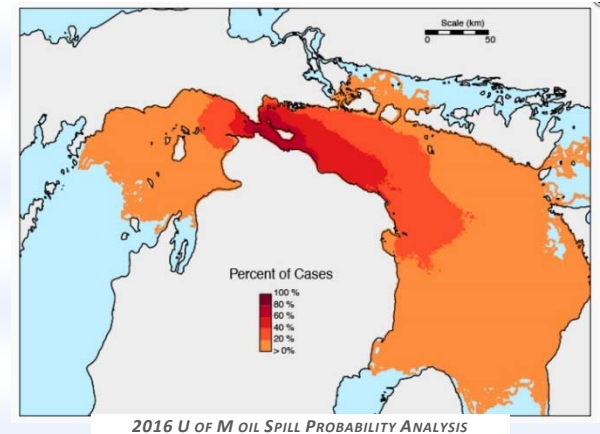 Scale (km)
0 50
Percent of Cases
100 %
80 %
60 %
40 %
20 %
> 0%
2016 U OF M OIL SPILL PROBABILITY ANALYSIS